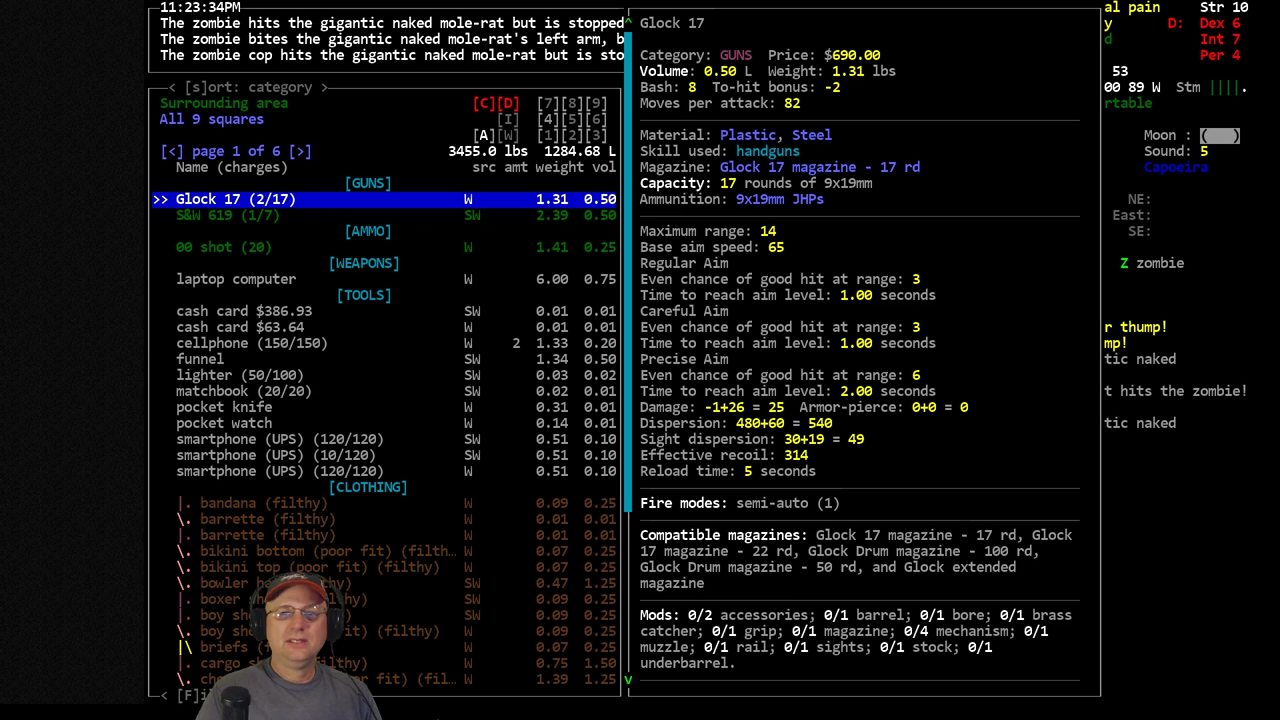 11:23:34PM
The zombie hits the gigantic naked mole-rat but is stopped
The zombie bites the gigantic naked mole-rat's left arm, b
The zombie cop hits the gigantic naked mole-rat but is sto
< [s]ort: category >
Surrounding area [C][D] [7][8][9]
All 9 squares [I] [4][5][6]
[A][W] [1][2][3]
[<] page 1 of 6 [>] 3455.0 lbs 1284.68 L
Name (charges) src amt weight vol
[GUNS]
>> Glock 17 (2/17) W 1.31 0.50
S&W 619 (1/7) SW 2.39 0.50
[AMMO]
00 shot (20) W 1.41 0.25
[WEAPONS]
laptop computer W 6.00 0.75
[TOOLS]
cash card $386.93 SW 0.01 0.01
cash card $63.64 W 0.01 0.01
cellphone (150/150) W 2 1.33 0.20
funnel SW 1.34 0.50
lighter (50/100) SW 0.03 0.02
matchbook (20/20) SW 0.02 0.01
pocket knife W 0.31 0.01
pocket watch W 0.14 0.01
smartphone (UPS) (120/120) SW 0.51 0.10
smartphone (UPS) (10/120) SW 0.51 0.10
smartphone (UPS) (120/120) W 0.51 0.10
[CLOTHING]
|. bandana (filthy) W 0.09 0.25
\. barrette (filthy) W 0.01 0.01
|. barrette (filthy) W 0.01 0.01
\. bikini bottom (poor fit) (filth… W 0.07 0.25
\. bikini top (poor fit) (filthy) W 0.07 0.25
\. bowler SW 0.47 1.25
|. boxer SW 0.09 0.25
\. boy SW 0.09 0.25
\. boy fit) (filthy) W 0.09 0.25
|\ briefs W 0.07 0.25
|. cargo W 0.75 1.50
\. fit) (fil… W 1.39 1.25
< [F]i
Glock 17
Category: GUNS Price: $690.00
Volume: 0.50 L Weight: 1.31 lbs
Bash: 8 To-hit bonus: -2
Moves per attack: 82
Material: Plastic, Steel
Skill used: handguns
Magazine: Glock 17 magazine - 17 rd
Capacity: 17 rounds of 9x19mm
Ammunition: 9x19mm JHPs
Maximum range: 14
Base aim speed: 65
Regular Aim
Even chance of good hit at range: 3
Time to reach aim level: 1.00 seconds
Careful Aim
Even chance of good hit at range: 3
Time to reach aim level: 1.00 seconds
Precise Aim
Even chance of good hit at range: 6
Time to reach aim level: 2.00 seconds
Damage: -1+26 = 25 Armor-pierce: 0+0 = 0
Dispersion: 480+60 = 540
Sight dispersion: 30+19 = 49
Effective recoil: 314
Reload time: 5 seconds
Fire modes: semi-auto (1)
Compatible magazines: Glock 17 magazine - 17 rd, Glock
17 magazine - 22 rd, Glock Drum magazine - 100 rd,
Glock Drum magazine - 50 rd, and Glock extended
magazine
Mods: 0/2 accessories; 0/1 barrel; 0/1 bore; 0/1 brass
catcher; 0/1 grip; 0/1 magazine; 0/4 mechanism; 0/1
muzzle; 0/1 rail; 0/1 sights; 0/1 stock; 0/1
underbarrel.
al pain Str 10
y D: Dex 6
d Int 7
Per 4
53
00 89 W Stm ||||.
rtable
Moon : ( )
Sound: 5
Capoeira
NE:
East:
SE:
Z zombie
r thump!
mp!
tic naked
t hits the zombie!
tic naked